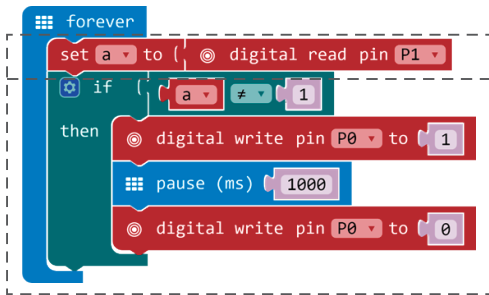 forever
set a to digital read pin P1
if a ≠ 1
then digital write pin P0 to 1
pause (ms) 1000
digital write pin P0 to 0